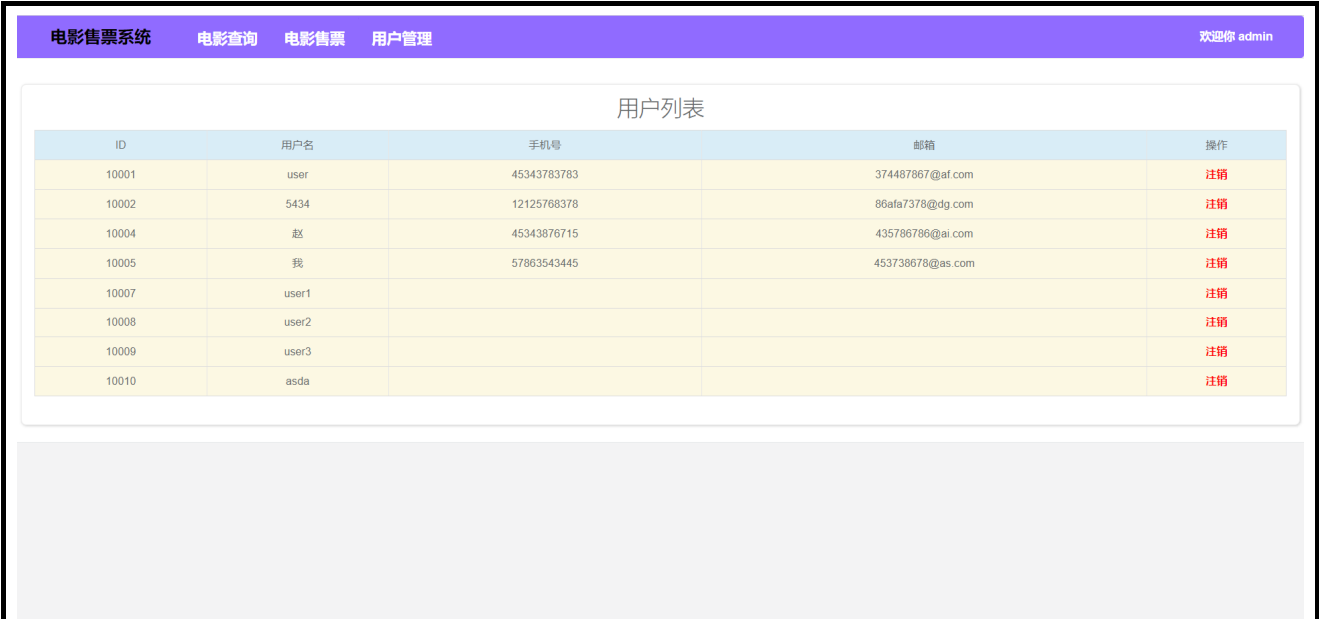 电影售票系统 电影查询 电影售票 用户管理 欢迎你 admin
用户列表
ID 用户名 手机号 邮箱 操作
10001 user 45343783783 374487867@af.com 注销
10002 5434 12125768378 86afa7378@dg.com 注销
10004 赵 45343876715 435786786@ai.com 注销
10005 我 57863543445 453738678@as.com 注销
10007 user1 注销
10008 user2 注销
10009 user3 注销
10010 asda 注销